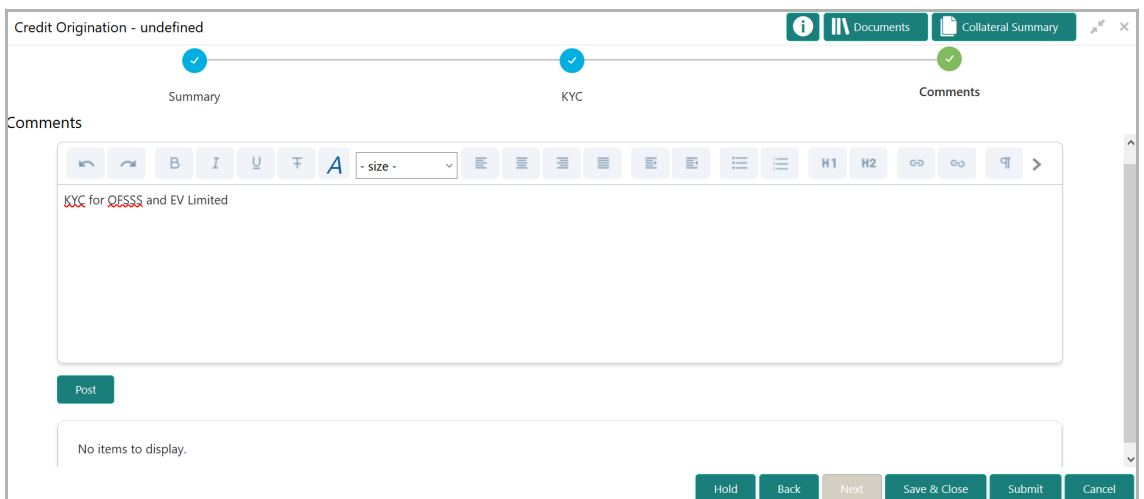 Credit Origination - undefined
Documents
Collateral Summary
Summary
KYC
Comments
Comments
B I U T A - size - H1 H2
KYC for OFSSS and EV Limited
Post
No items to display.
Hold Back Next Save & Close Submit Cancel